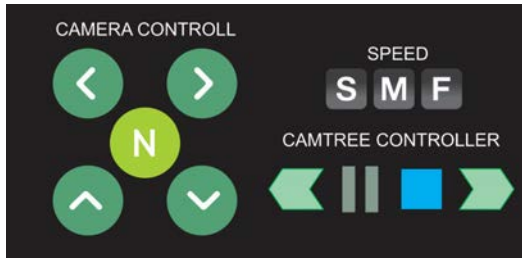 CAMERA CONTROLL
SPEED
S M F
N
CAMTREE CONTROLLER